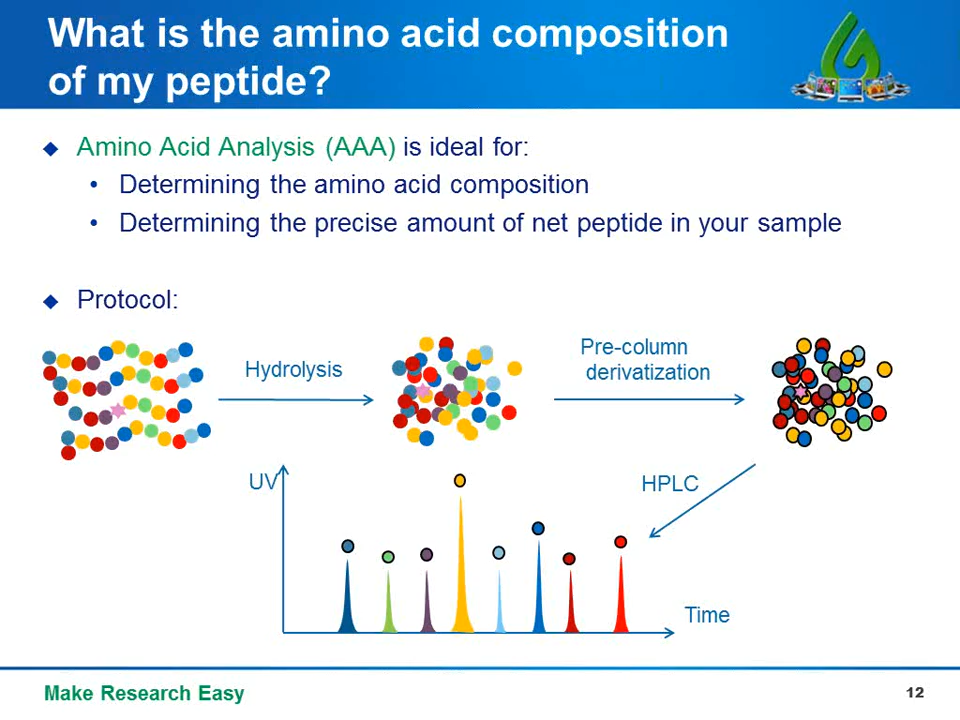 What is the amino acid composition
of my peptide?
Amino Acid Analysis (AAA) is ideal for:
Determining the amino acid composition
Determining the precise amount of net peptide in your sample
Protocol:
Hydrolysis
Pre-column
derivatization
UV
HPLC
Time
Make Research Easy
12